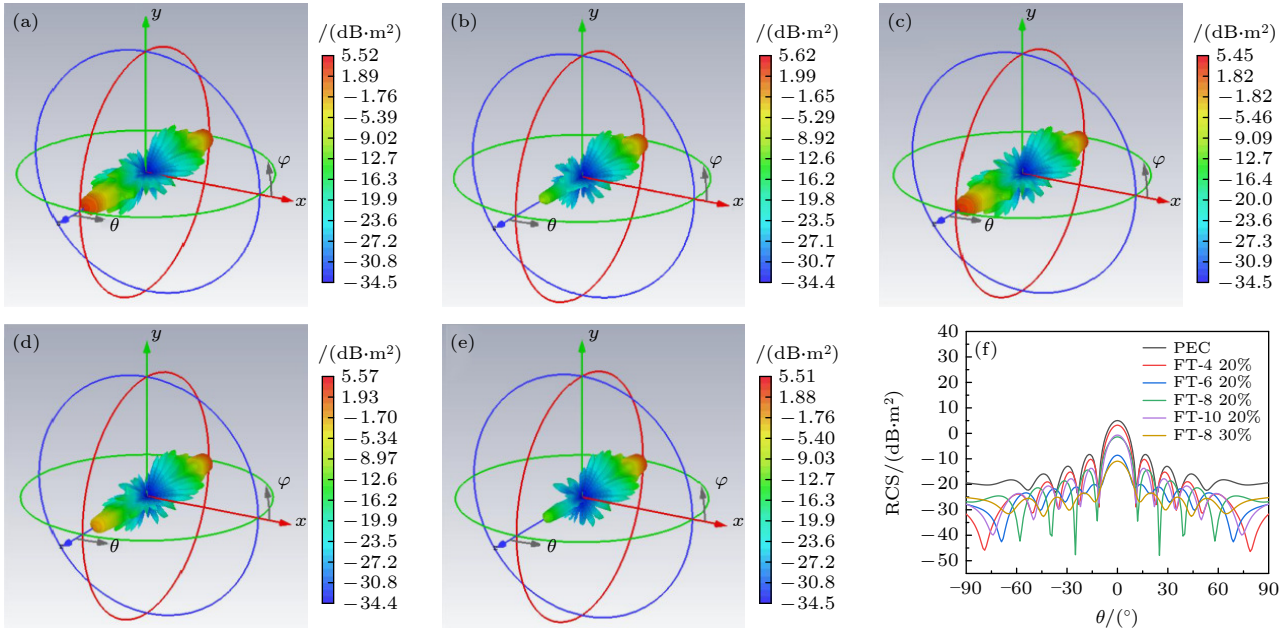 (a)
y
/(dB·m²)
5.52
1.89
−1.76
−5.39
−9.02
−12.7
−16.3
−19.9
−23.6
−27.2
−30.8
−34.5
φ
x
θ
(b)
y
/(dB·m²)
5.62
1.99
−1.65
−5.29
−8.92
−12.6
−16.2
−19.8
−23.5
−27.1
−30.7
−34.4
φ
x
θ
(c)
y
/(dB·m²)
5.45
1.82
−1.82
−5.46
−9.09
−12.7
−16.4
−20.0
−23.6
−27.3
−30.9
−34.5
φ
x
θ
(d)
y
/(dB·m²)
5.57
1.93
−1.70
−5.34
−9.97
−12.6
−16.2
−19.9
−23.5
−27.2
−30.8
−34.4
φ
x
θ
(e)
y
/(dB·m²)
5.51
1.88
−1.76
−5.40
−9.03
−12.7
−16.3
−19.9
−23.6
−27.2
−30.8
−34.5
φ
x
θ
(f)
PEC
FT-4 20%
FT-6 20%
FT-8 20%
FT-10 20%
FT-8 30%
RCS/(dB·m²)
40
30
20
10
0
−10
−20
−30
−40
−50
−90 −60 −30 0 30 60 90
θ/(°)